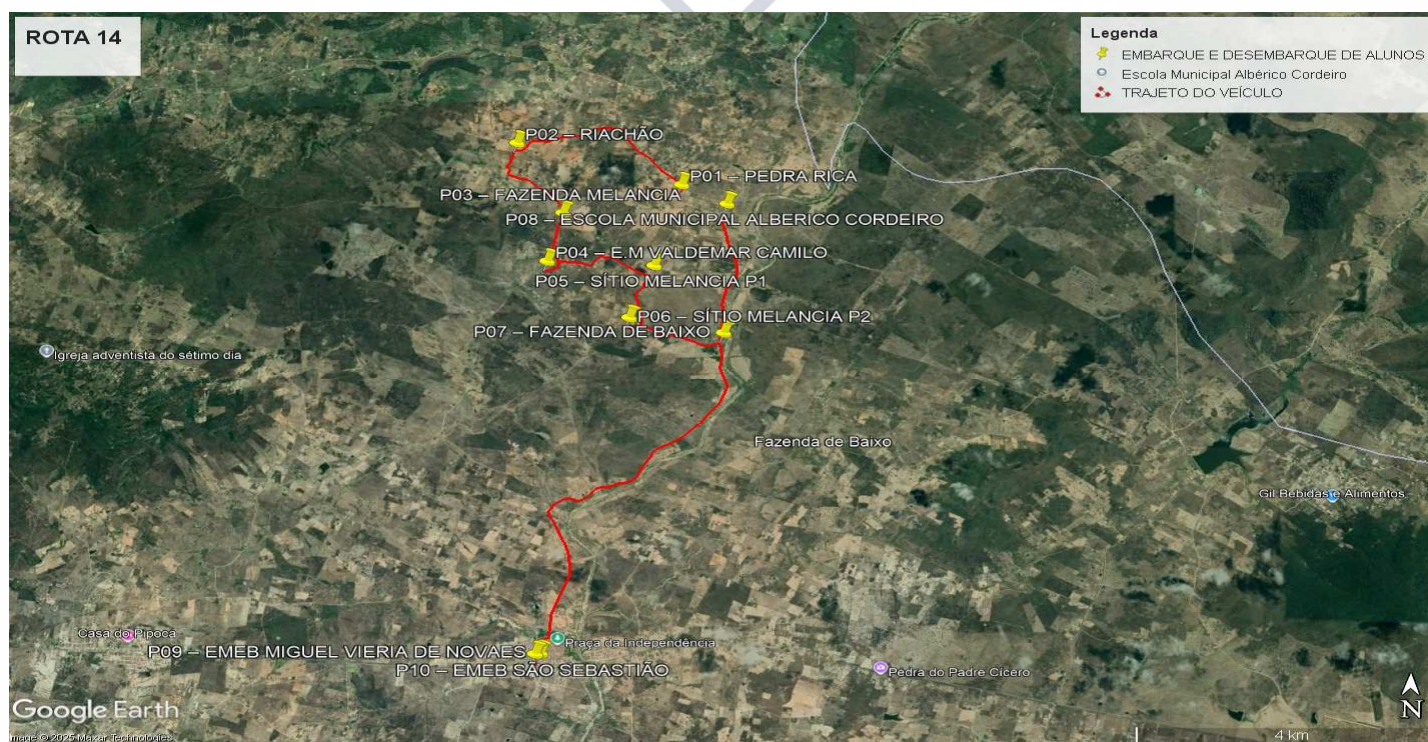 ROTA 14
Legenda
EMBARQUE E DESEMBARQUE DE ALUNOS
Escola Municipal Albérico Cordeiro
TRAJETO DO VEÍCULO
P02 – RIACHÃO
P01 – PEDRA RICA
P03 – FAZENDA MELANCIA
P08 – ESCOLA MUNICIPAL ALBERICO CORDEIRO
P04 – E.M VALDEMAR CAMILO
P05 – SÍTIO MELANCIA P1
P06 – SÍTIO MELANCIA P2
P07 – FAZENDA DE BAIXO
Igreja adventista do sétimo dia
Fazenda de Baixo
Gil Bebidas e Alimentos
Casa do Pipoca
Praça da Independência
P09 – EMEB MIGUEL VIERIA DE NOVAES
P10 – EMEB SÃO SEBASTIÃO
Pedra do Padre Cícero
Google Earth
N
Image © 2025 Maxar Technologies
4 km